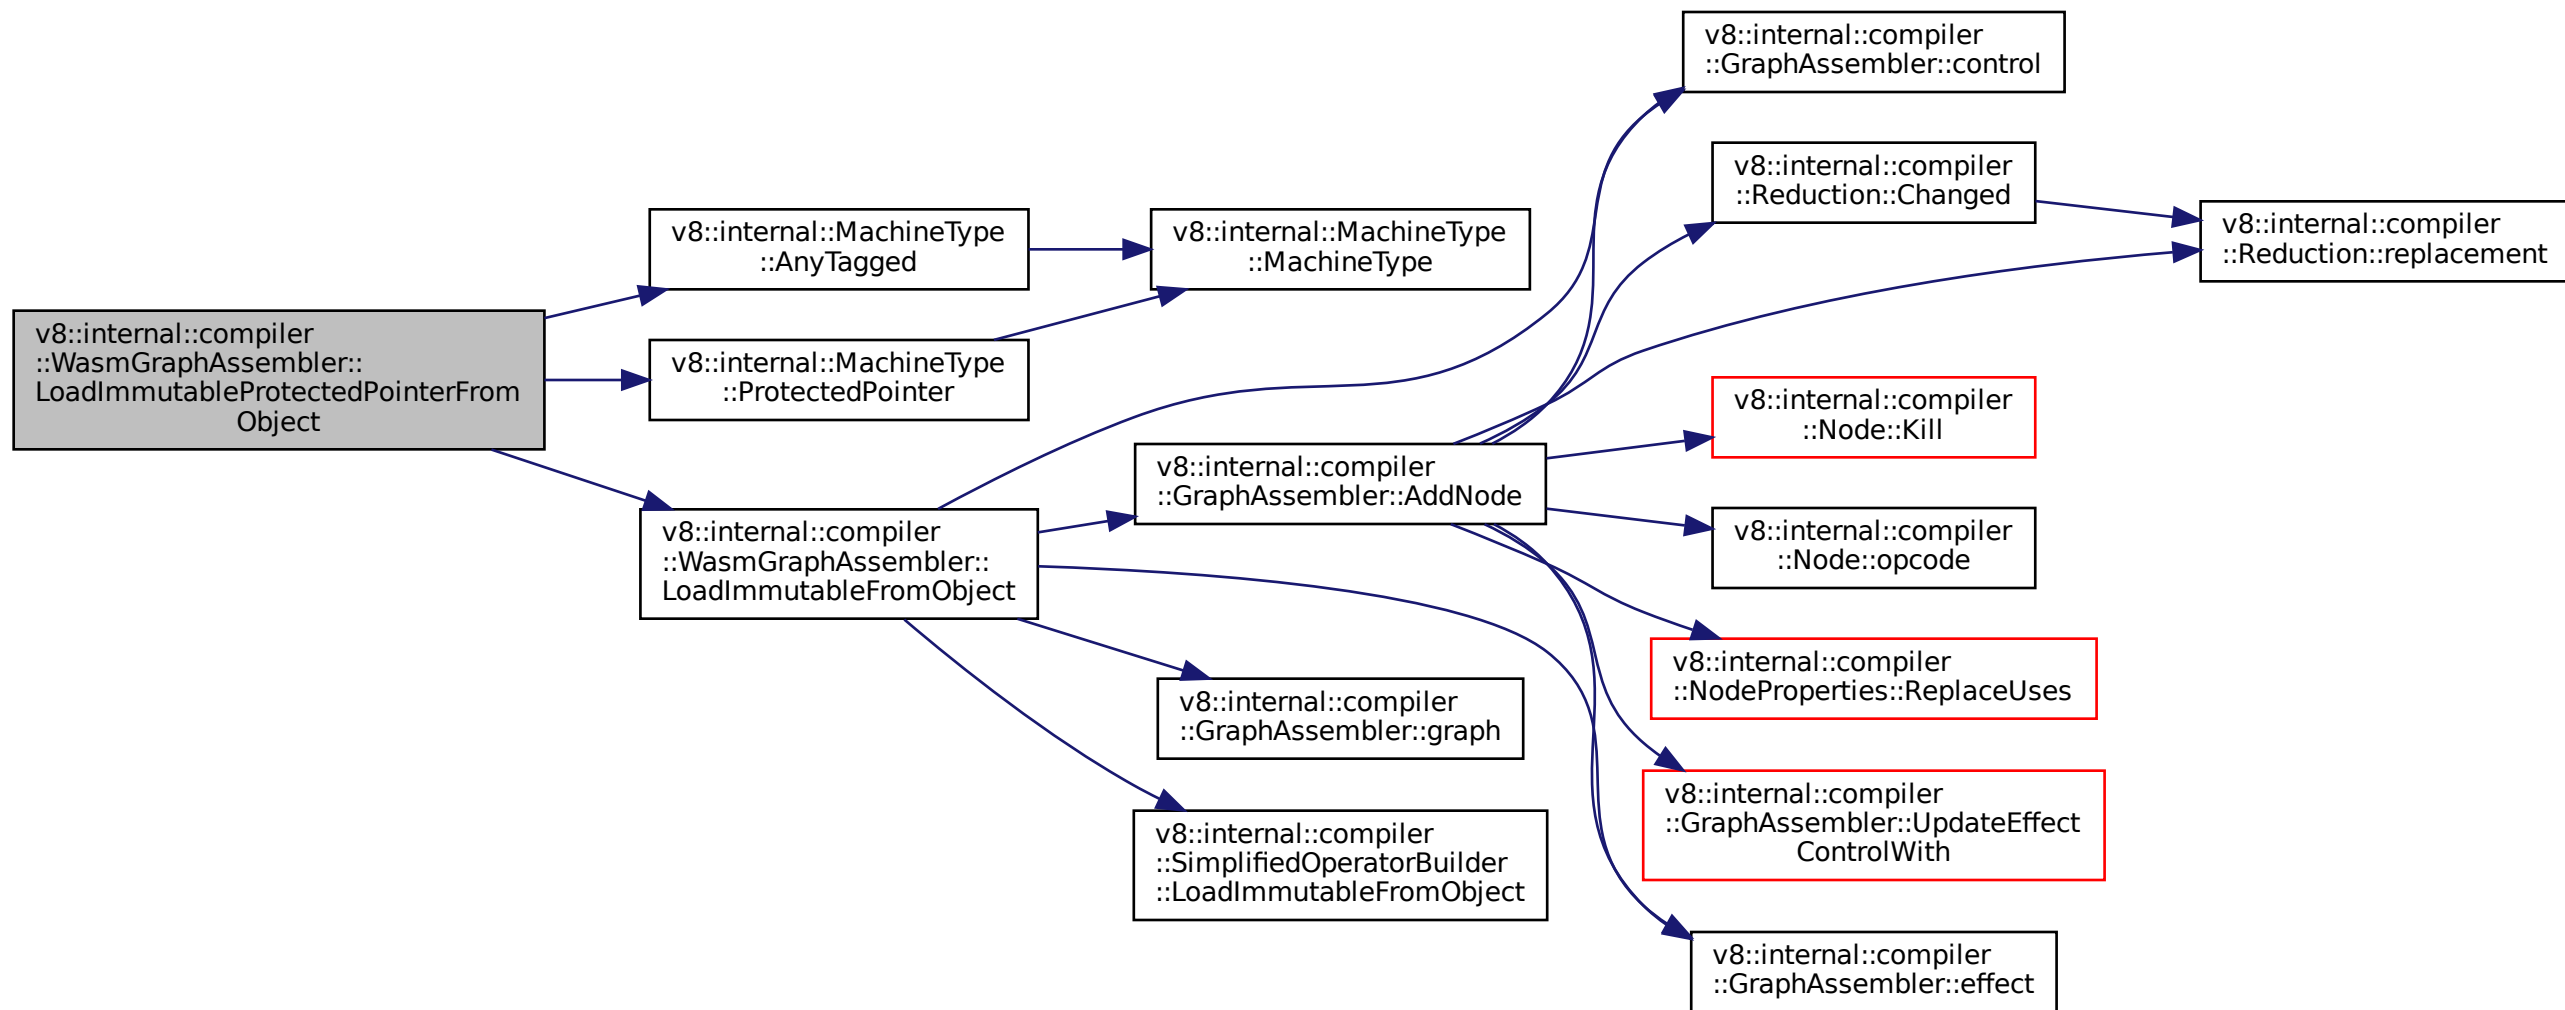 v8::internal::compiler
::WasmGraphAssembler::
LoadImmutableProtectedPointerFrom
Object
v8::internal::MachineType
::AnyTagged
v8::internal::MachineType
::ProtectedPointer
v8::internal::compiler
::WasmGraphAssembler::
LoadImmutableFromObject
v8::internal::MachineType
::MachineType
v8::internal::compiler
::GraphAssembler::AddNode
v8::internal::compiler
::GraphAssembler::graph
v8::internal::compiler
::SimplifiedOperatorBuilder
::LoadImmutableFromObject
v8::internal::compiler
::GraphAssembler::control
v8::internal::compiler
::Reduction::Changed
v8::internal::compiler
::Node::Kill
v8::internal::compiler
::Node::opcode
v8::internal::compiler
::NodeProperties::ReplaceUses
v8::internal::compiler
::GraphAssembler::UpdateEffect
ControlWith
v8::internal::compiler
::GraphAssembler::effect
v8::internal::compiler
::Reduction::replacement